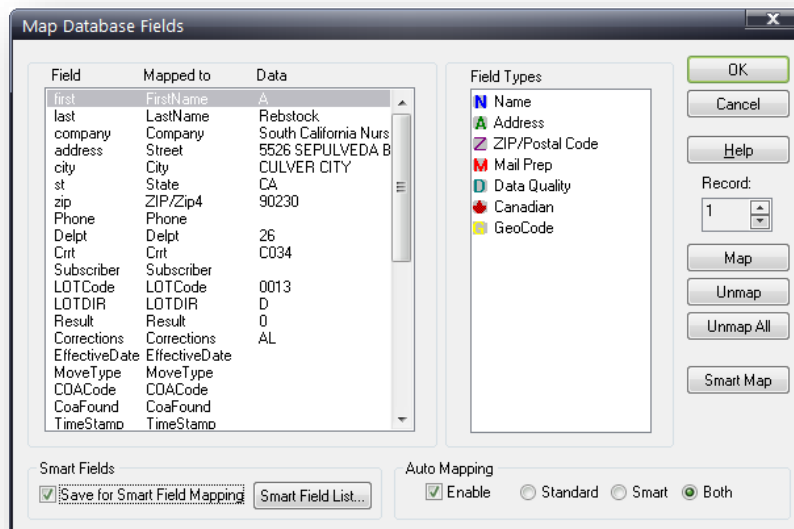 Map Database Fields
x
Field Mapped to Data
first FirstName A
last LastName Rebstock
company Company South California Nurs
address Street 5526 SEPULVEDA B
city City CULVER CITY
st State CA
zip ZIP/Zip4 90230
Phone Phone
Delpt Delpt 26
Crrt Crrt C034
Subscriber Subscriber
LOTCode LOTCode 0013
LOTDIR LOTDIR D
Result Result 0
Corrections Corrections AL
EffectiveDate EffectiveDate
MoveType MoveType
COACode COACode
CoaFound CoaFound
TimeStamp TimeStamp
Field Types
N Name
A Address
Z ZIP/Postal Code
M Mail Prep
D Data Quality
Canadian
GeoCode
OK
Cancel
Help
Record:
1
Map
Unmap
Unmap All
Smart Map
Smart Fields
Save for Smart Field Mapping Smart Field List...
Auto Mapping
Enable Standard Smart Both